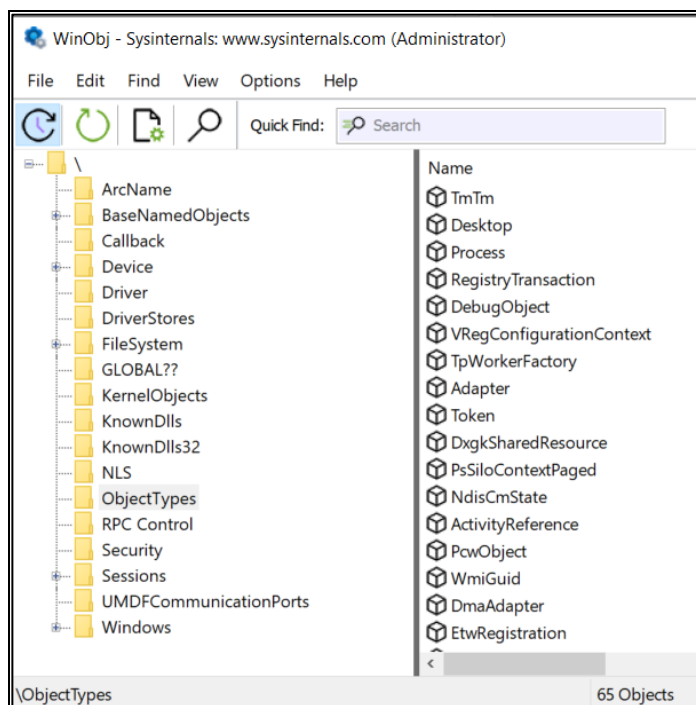 WinObj - Sysinternals: www.sysinternals.com (Administrator)
File Edit Find View Options Help
Quick Find: Search
\
ArcName
BaseNamedObjects
Callback
Device
Driver
DriverStores
FileSystem
GLOBAL??
KernelObjects
KnownDlls
KnownDlls32
NLS
ObjectTypes
RPC Control
Security
Sessions
UMDFCommunicationPorts
Windows
Name
TmTm
Desktop
Process
RegistryTransaction
DebugObject
VRegConfigurationContext
TpWorkerFactory
Adapter
Token
DxgkSharedResource
PsSiloContextPaged
NdisCmState
ActivityReference
PcwObject
WmiGuid
DmaAdapter
EtwRegistration
\ObjectTypes 65 Objects